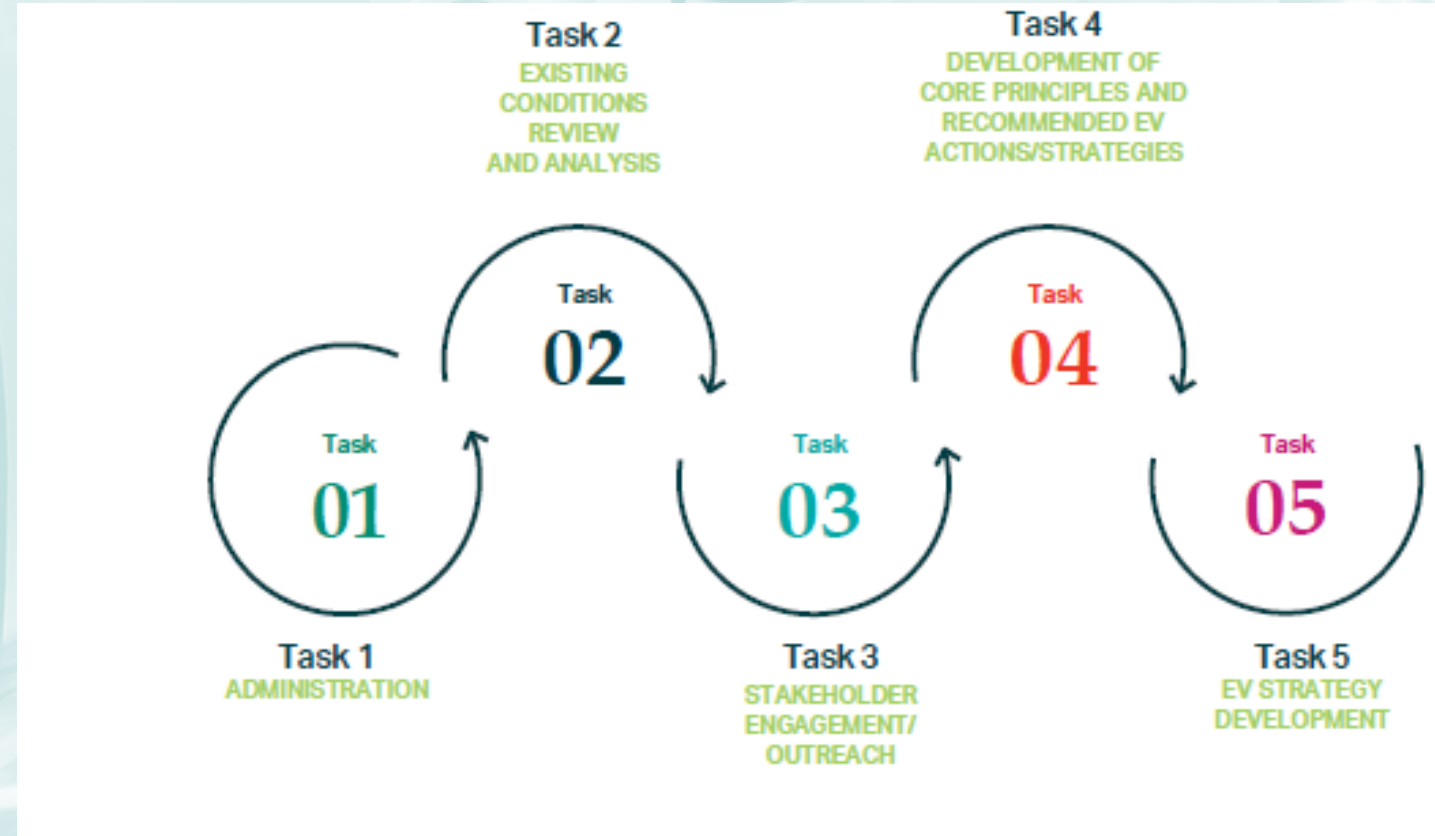 Task 2
EXISTING
CONDITIONS
REVIEW
AND ANALYSIS
Task 4
DEVELOPMENT OF
CORE PRINCIPLES AND
RECOMMENDED EV
ACTIONS/STRATEGIES
Task
01
Task
02
Task
03
Task
04
Task
05
Task 1
ADMINISTRATION
Task 3
STAKEHOLDER
ENGAGEMENT/
OUTREACH
Task 5
EV STRATEGY
DEVELOPMENT